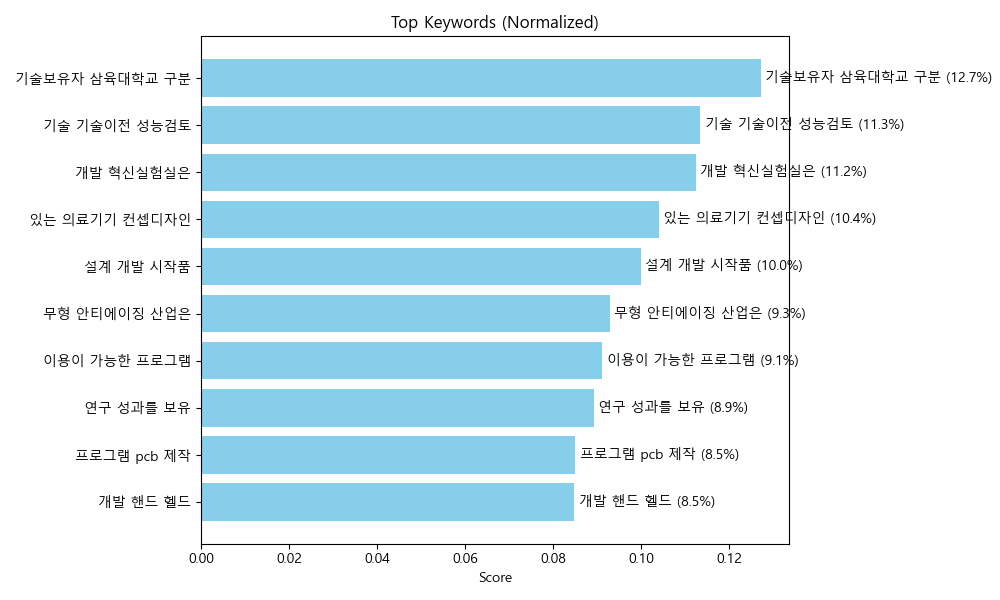 Top Keywords (Normalized)
기술보유자 삼육대학교 구분 기술보유자 삼육대학교 구분 (12.7%)
기술 기술이전 성능검토 기술 기술이전 성능검토 (11.3%)
개발 혁신실험실은 개발 혁신실험실은 (11.2%)
있는 의료기기 컨셉디자인 있는 의료기기 컨셉디자인 (10.4%)
설계 개발 시작품 설계 개발 시작품 (10.0%)
무형 안티에이징 산업은 무형 안티에이징 산업은 (9.3%)
이용이 가능한 프로그램 이용이 가능한 프로그램 (9.1%)
연구 성과를 보유 연구 성과를 보유 (8.9%)
프로그램 pcb 제작 프로그램 pcb 제작 (8.5%)
개발 핸드 헬드 개발 핸드 헬드 (8.5%)
0.00 0.02 0.04 0.06 0.08 0.10 0.12
Score